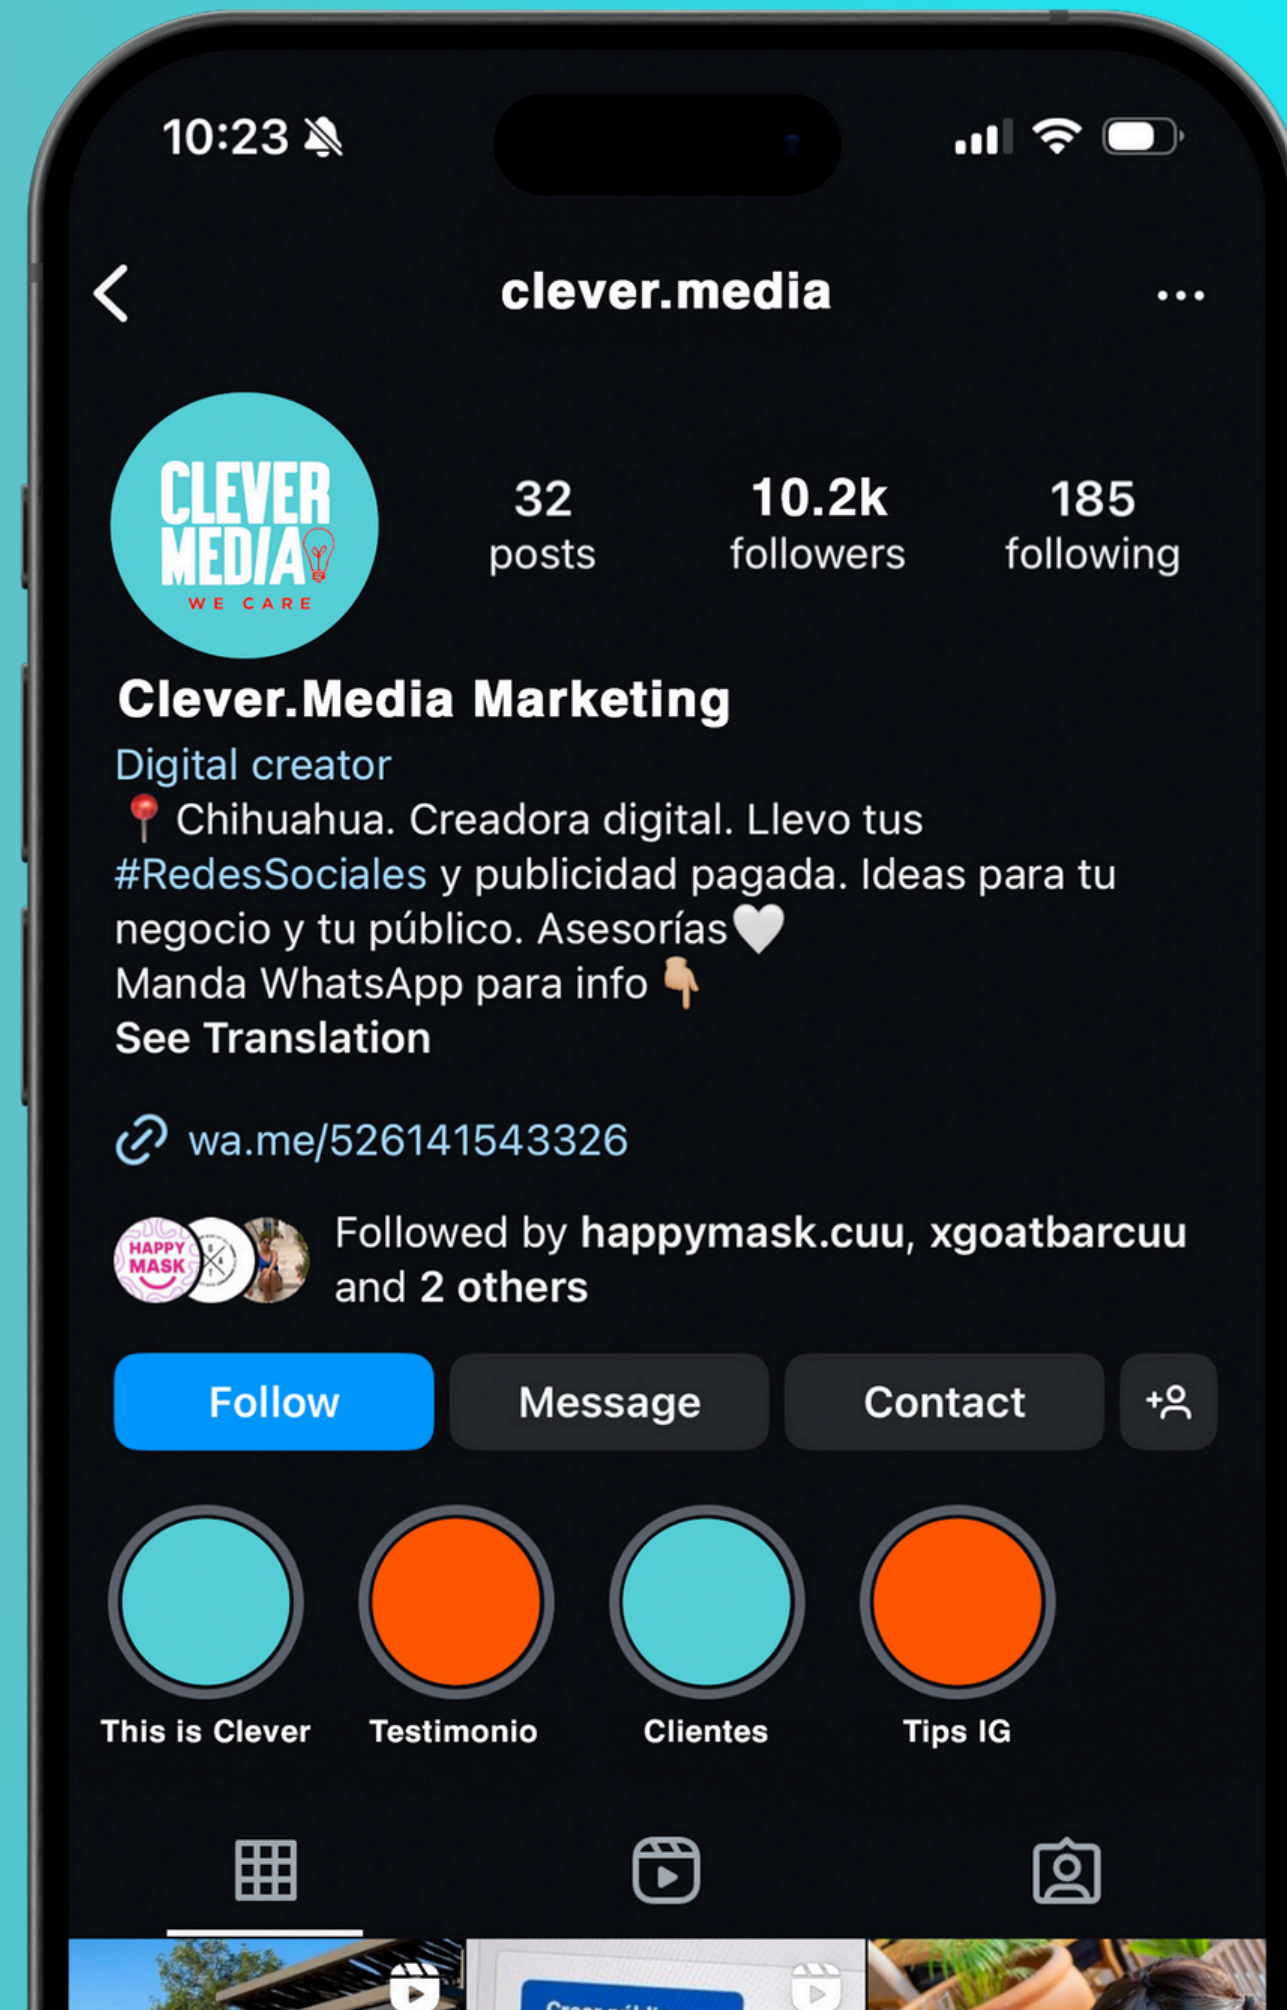 10:23
clever.media
CLEVER
MEDIA
WE CARE
32
posts
10.2k
followers
185
following
Clever.Media Marketing
Digital creator
📍 Chihuahua. Creadora digital. Llevo tus
#RedesSociales y publicidad pagada. Ideas para tu
negocio y tu público. Asesorías🤍
Manda WhatsApp para info 👇🏼
See Translation
wa.me/526141543326
HAPPY
MASK
Followed by happymask.cuu, xgoatbarcuu
and 2 others
Follow
Message
Contact
This is Clever
Testimonio
Clientes
Tips IG